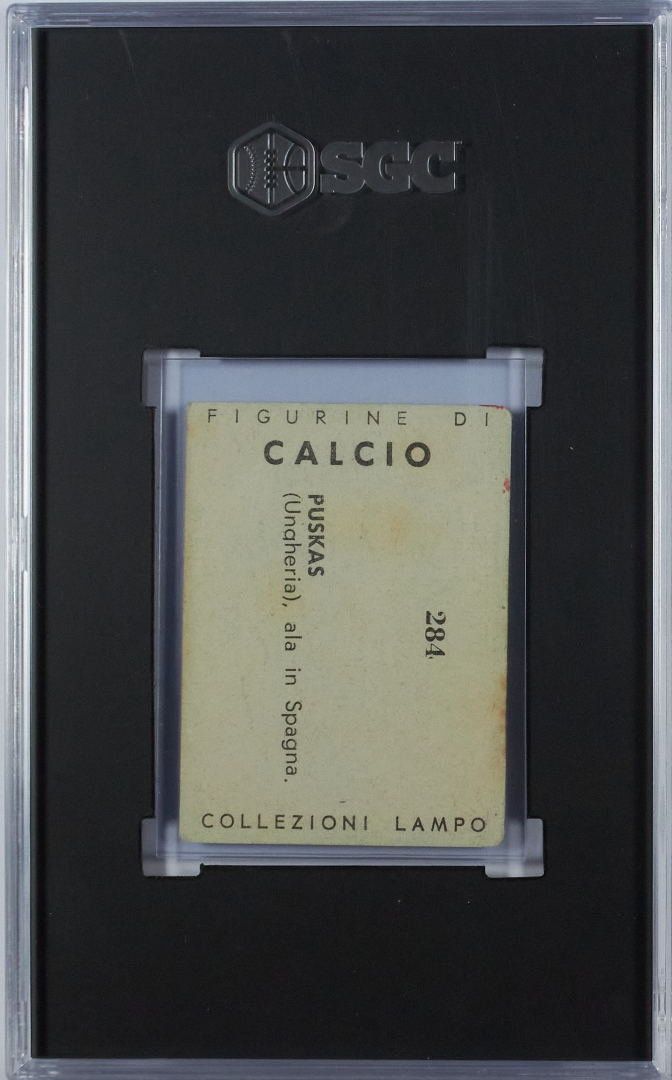 SGC
FIGURINE DI
CALCIO
284
PUSKAS
(Ungheria), ala in Spagna.
COLLEZIONI LAMPO